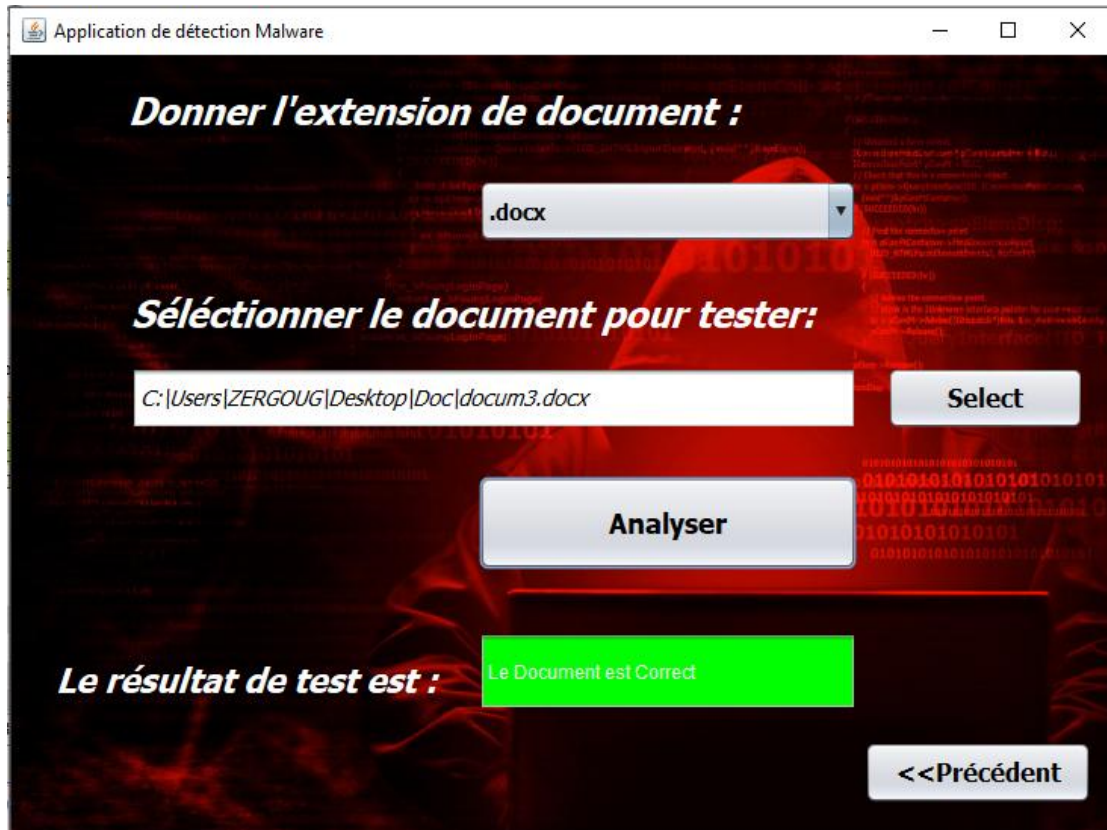 Application de détection Malware
Donner l'extension de document :
.docx
Séléctionner le document pour tester:
C:|Users|ZERGOUG|Desktop|Doc|docum3.docx
Select
Analyser
Le résultat de test est :
Le Document est Correct
<<Précédent